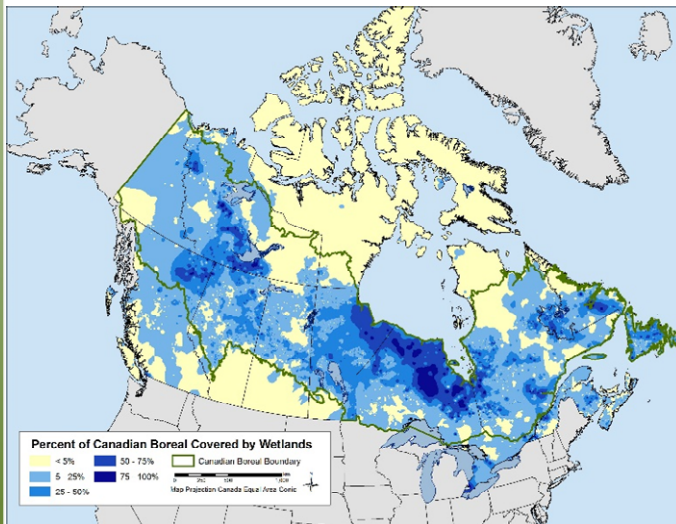 Percent of Canadian Boreal Covered by Wetlands
< 5%
50 - 75%
Canadian Boreal Boundary
5 - 25%
75 - 100%
25 - 50%
Map Projection Canada Equal Area Conic
N